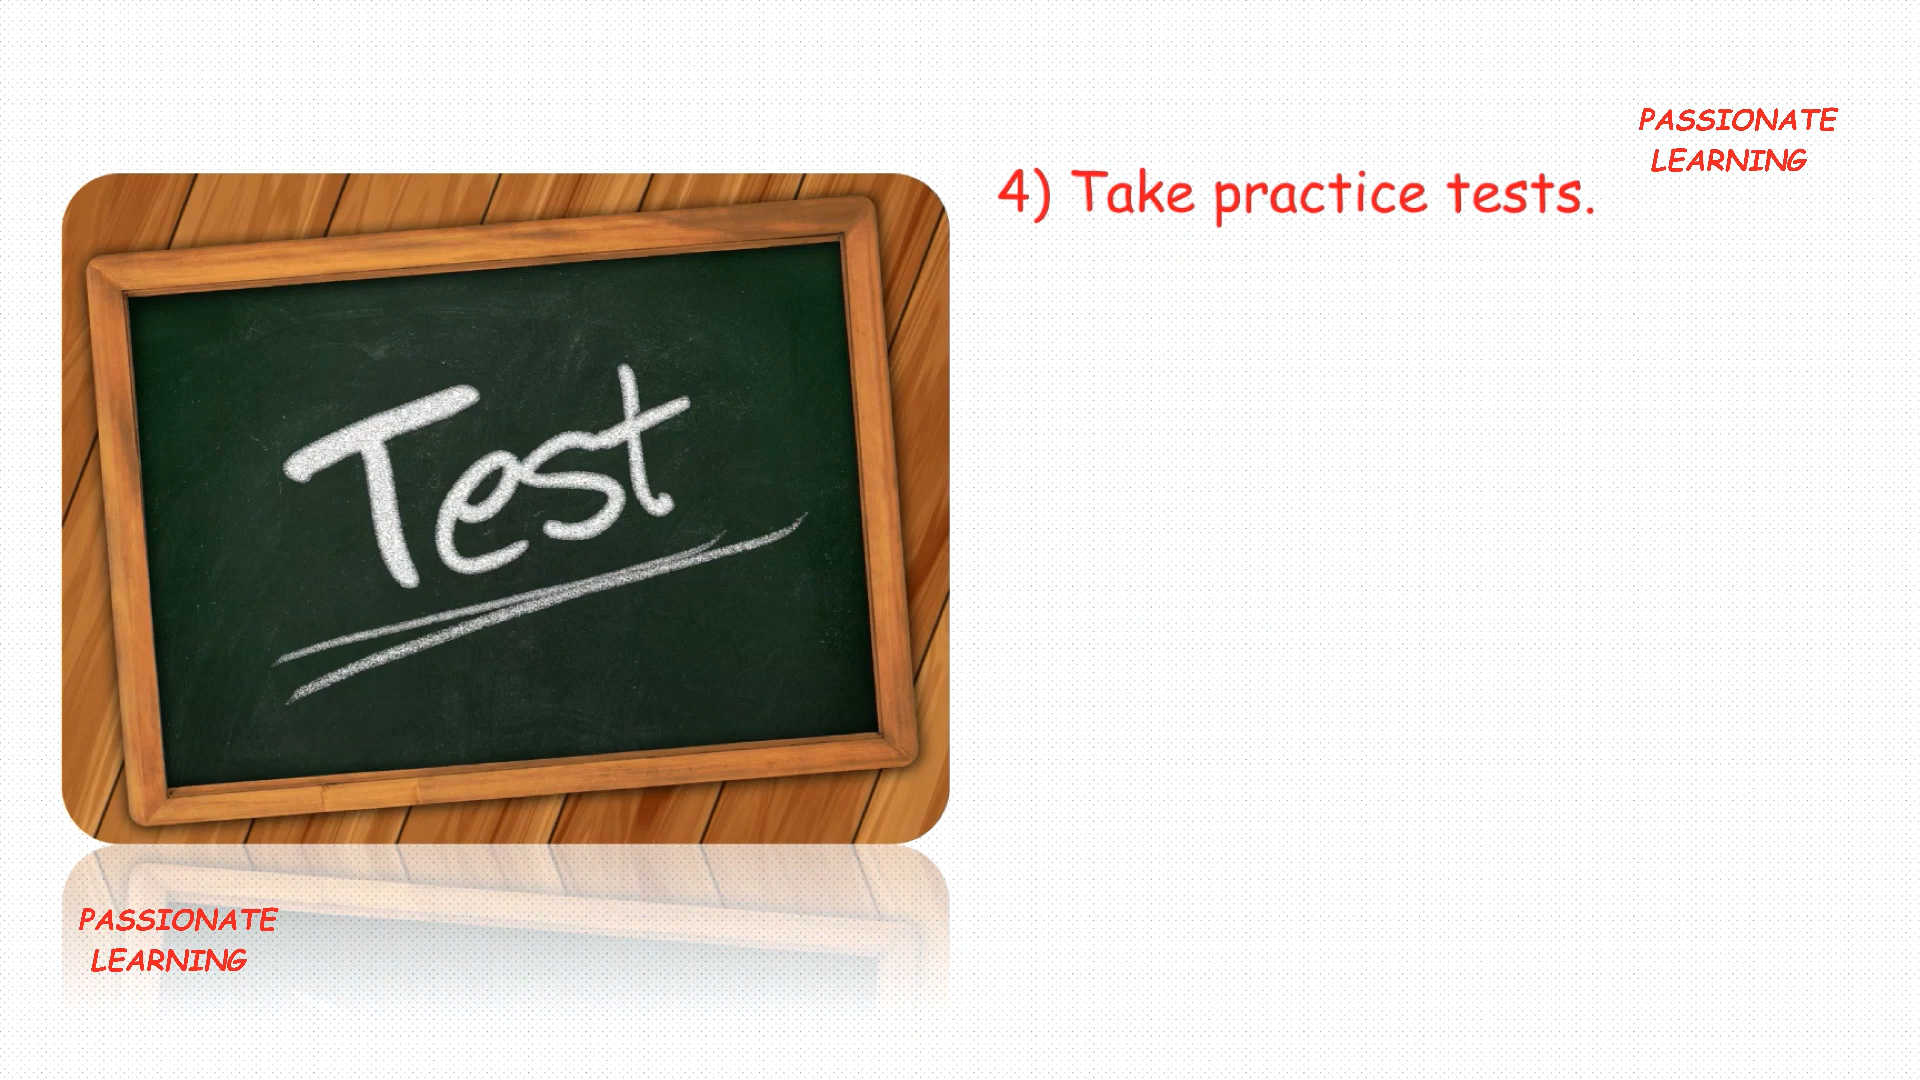 PASSIONATE
LEARNING
4) Take practice tests.
Test
PASSIONATE
LEARNING